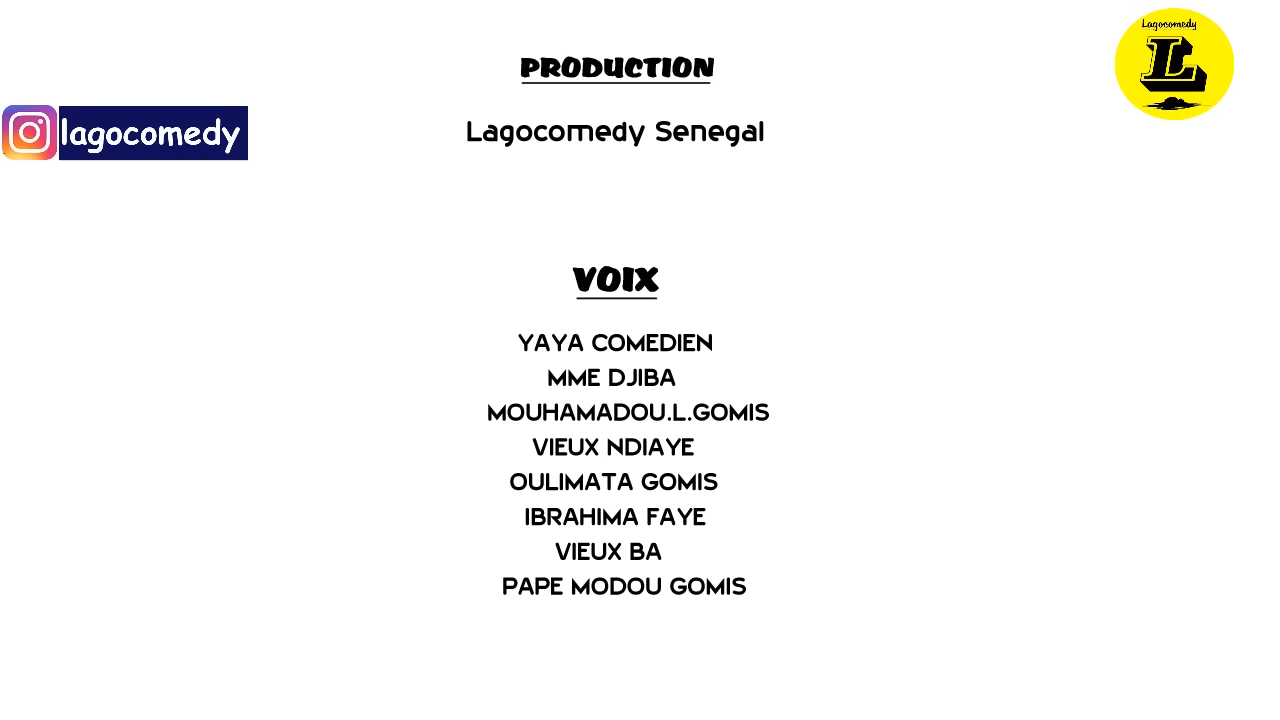 Lagocomedy
L
PRODUCTION
lagocomedy
Lagocomedy Senegal
VOIX
YAYA COMEDIEN
MME DJIBA
MOUHAMADOU.L.GOMIS
VIEUX NDIAYE
OULIMATA GOMIS
IBRAHIMA FAYE
VIEUX BA
PAPE MODOU GOMIS